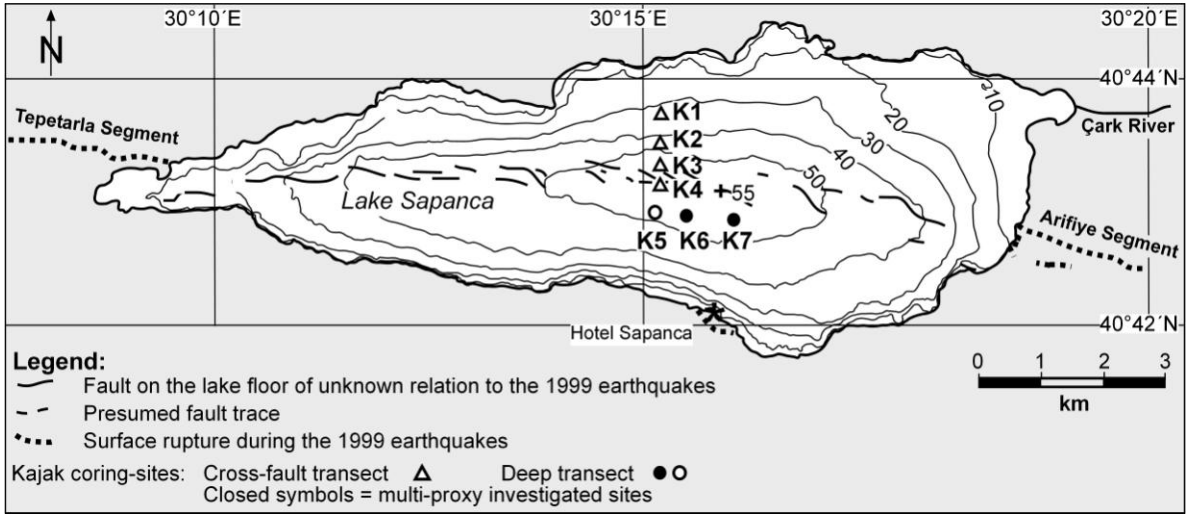 30°10´E 30°15´E 30°20´E
N
40°44´N
10
20
30
40
50
Tepetarla Segment
Çark River
K1
K2
K3
K4
+55
Lake Sapanca
K5 K6 K7
Arifiye Segment
Hotel Sapanca
40°42´N
Legend:
Fault on the lake floor of unknown relation to the 1999 earthquakes
Presumed fault trace
Surface rupture during the 1999 earthquakes
Kajak coring-sites: Cross-fault transect Deep transect
Closed symbols = multi-proxy investigated sites
0 1 2 3
km